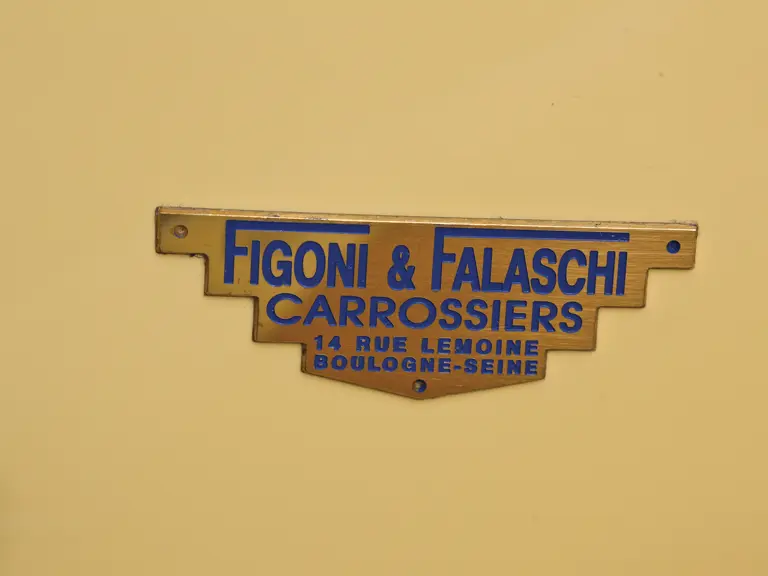 FIGONI & FALASCHI
CARROSSIERS
14 RUE LEMOINE
BOULOGNE-SEINE